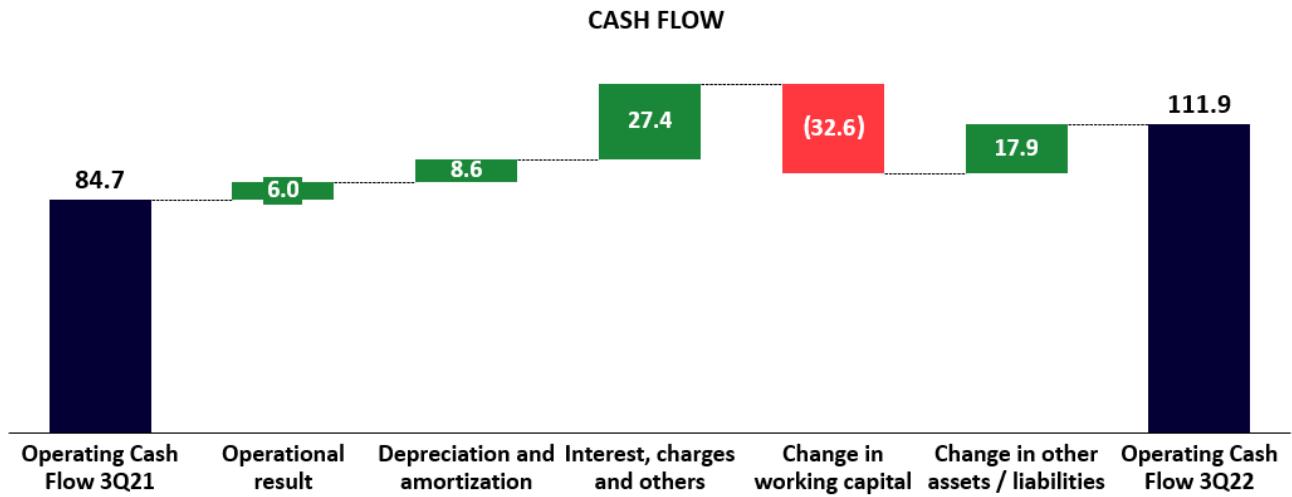 CASH FLOW
84.7
6.0
8.6
27.4
(32.6)
17.9
111.9
Operating Cash
Flow 3Q21
Operational
result
Depreciation and
amortization
Interest, charges
and others
Change in
working capital
Change in other
assets / liabilities
Operating Cash
Flow 3Q22